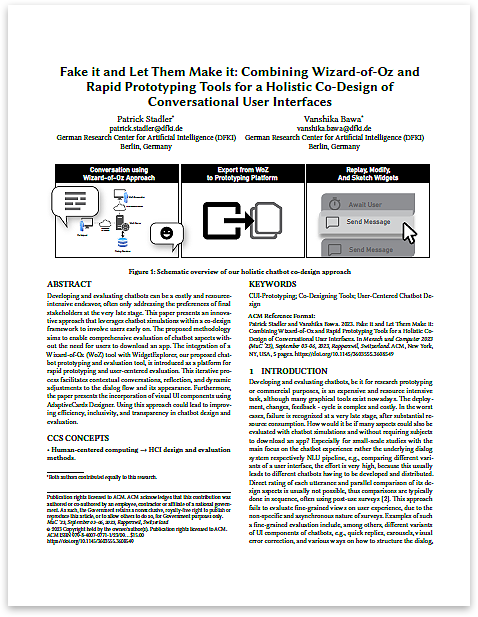 Fake it and Let Them Make it: Combining Wizard-of-Oz and
Rapid Prototyping Tools for a Holistic Co-Design of
Conversational User Interfaces
Patrick Stadler*
patrick.stadler@dfki.de
German Research Center for Artificial Intelligence (DFKI)
Berlin, Germany
Vanshika Bawa*
vanshika.bawa@dfki.de
German Research Center for Artificial Intelligence (DFKI)
Berlin, Germany
Conversation using
Wizard-of-Oz Approach
Export from WoZ
to Prototyping Platform
Replay, Modify,
And Sketch Widgets
Await User
Send Message
Send Message
Figure 1: Schematic overview of our holistic chatbot co-design approach
ABSTRACT
Developing and evaluating chatbots can be a costly and resource-
intensive endeavor, often only addressing the preferences of final
stakeholders at the very late stage. This paper presents an innova-
tive approach that leverages chatbot simulations within a co-design
framework to involve users early on. The proposed methodology
aims to enable comprehensive evaluation of chatbot aspects with-
out the need for users to download an app. The integration of a
Wizard-of-Oz (WoZ) tool with WidgetExplorer, our proposed chat-
bot prototyping and evaluation tool, is introduced as a platform for
rapid prototyping and user-centered evaluation. This iterative pro-
cess facilitates contextual conversations, reflection, and dynamic
adjustments to the dialog flow and its appearance. Furthermore,
the paper presents the incorporation of visual UI components using
AdaptiveCards Designer. Using this approach could lead to improv-
ing efficiency, inclusivity, and transparency in chatbot design and
evaluation.
CCS CONCEPTS
• Human-centered computing → HCI design and evaluation
methods.
*Both authors contributed equally to this research.
Publication rights licensed to ACM. ACM acknowledges that this contribution was
authored or co-authored by an employee, contractor or affiliate of a national govern-
ment. As such, the Government retains a nonexclusive, royalty-free right to publish or
reproduce this article, or to allow others to do so, for Government purposes only.
MuC '23, September 03–06, 2023, Rapperswil, Switzerland
© 2023 Copyright held by the owner/author(s). Publication rights licensed to ACM.
ACM ISBN 979-8-4007-0771-1/23/09...$15.00
https://doi.org/10.1145/3603555.3608549
KEYWORDS
CUI-Prototyping; Co-Designing Tools; User-Centered Chatbot De-
sign
ACM Reference Format:
Patrick Stadler and Vanshika Bawa. 2023. Fake it and Let Them Make it:
Combining Wizard-of-Oz and Rapid Prototyping Tools for a Holistic Co-
Design of Conversational User Interfaces. In Mensch und Computer 2023
(MuC '23), September 03–06, 2023, Rapperswil, Switzerland. ACM, New York,
NY, USA, 5 pages. https://doi.org/10.1145/3603555.3608549
1 INTRODUCTION
Developing and evaluating chatbots, be it for research prototyping
or commercial purposes, is an expensive and resource intensive
task, although many graphical tools exist nowadays. The deploy-
ment, changes, feedback - cycle is complex and costly. In the worst
cases, failure is recognized at a very late stage, after substantial re-
source consumption. How would it be if many aspects could also be
evaluated with chatbot simulations and without requiring subjects
to download an app? Especially for small-scale studies with the
main focus on the chatbot experience rather the underlying dialog
system respectively NLU pipeline, e.g., comparing different vari-
ants of a user interface, the effort is very high, because this usually
leads to different chatbots having to be developed and distributed.
Direct rating of each utterance and parallel comparison of its de-
sign aspects is usually not possible, thus comparisons are typically
done in sequence, often using post-use surveys [2]. This approach
fails to evaluate fine-grained views on user experience, due to the
non-specific and asynchronous nature of surveys. Examples of such
a fine-grained evaluation include, among others, different variants
of UI components of chatbots, e.g., quick replies, carousels, visual
error correction, and various ways on how to structure the dialog,